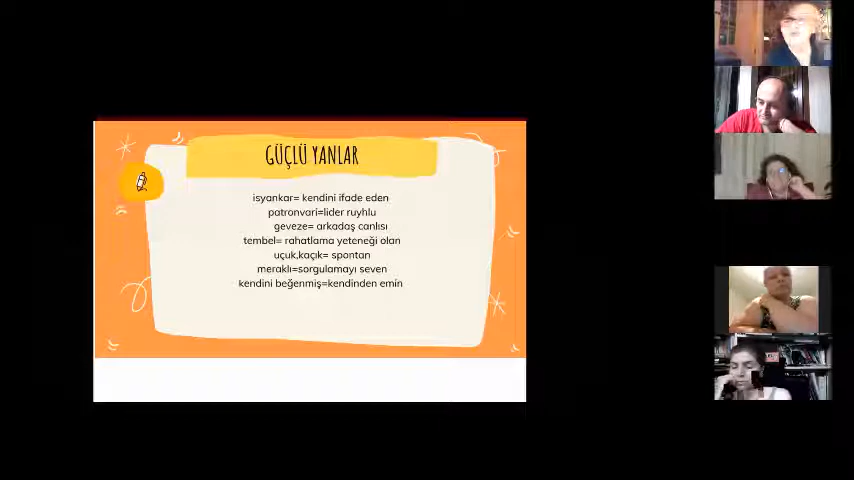 GÜÇLÜ YANLAR
isyankar= kendini ifade eden
patronvari=lider ruyhlu
geveze= arkadaş canlısı
tembel= rahatlama yeteneği olan
uçuk,kaçık= spontan
meraklı=sorgulamayı seven
kendini beğenmiş=kendinden emin